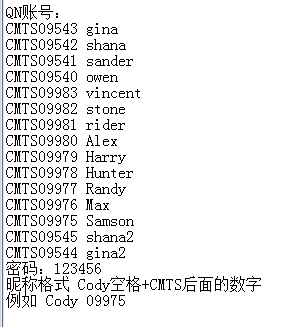 QN账号：
CMTS09543 gina
CMTS09542 shana
CMTS09541 sander
CMTS09540 owen
CMTS09983 vincent
CMTS09982 stone
CMTS09981 rider
CMTS09980 Alex
CMTS09979 Harry
CMTS09978 Hunter
CMTS09977 Randy
CMTS09976 Max
CMTS09975 Samson
CMTS09545 shana2
CMTS09544 gina2
密码：123456
昵称格式 Cody空格+CMTS后面的数字
例如 Cody 09975